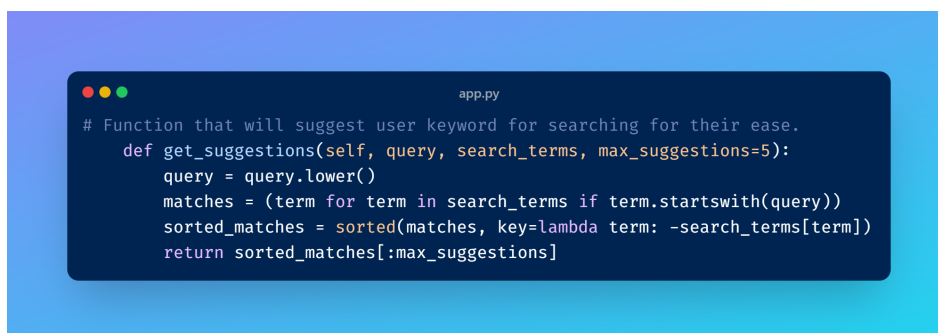 app.py
# Function that will suggest user keyword for searching for their ease.
    def get_suggestions(self, query, search_terms, max_suggestions=5):
        query = query.lower()
        matches = (term for term in search_terms if term.startswith(query))
        sorted_matches = sorted(matches, key=lambda term: -search_terms[term])
        return sorted_matches[:max_suggestions]